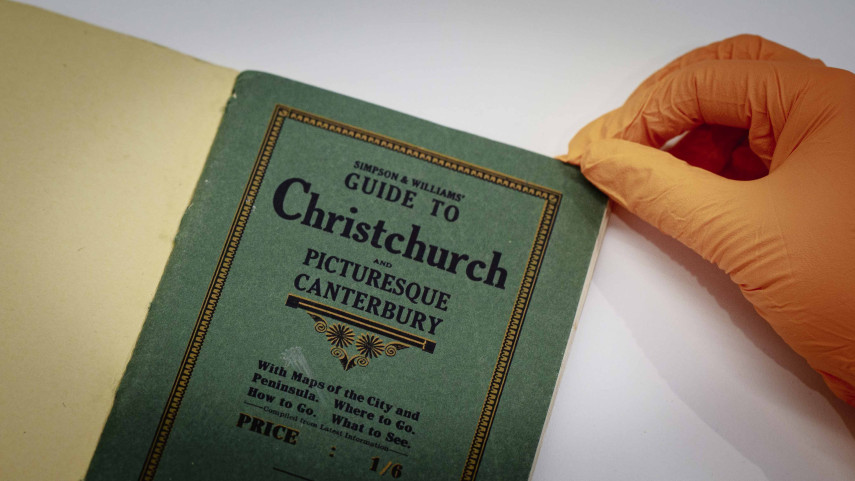 SIMPSON & WILLIAMS'
GUIDE TO
Christchurch
AND
PICTURESQUE
CANTERBURY
With Maps of the City and
Peninsula. Where to Go.
How to Go. What to See.
Compiled from Latest Information
PRICE : 1/6